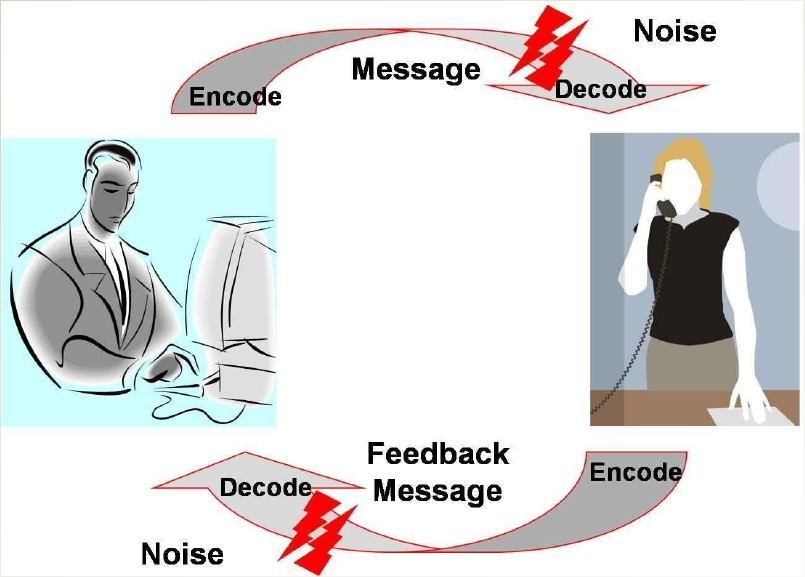 Noise
Message
Encode
Decode
Feedback
Message
Encode
Decode
Noise